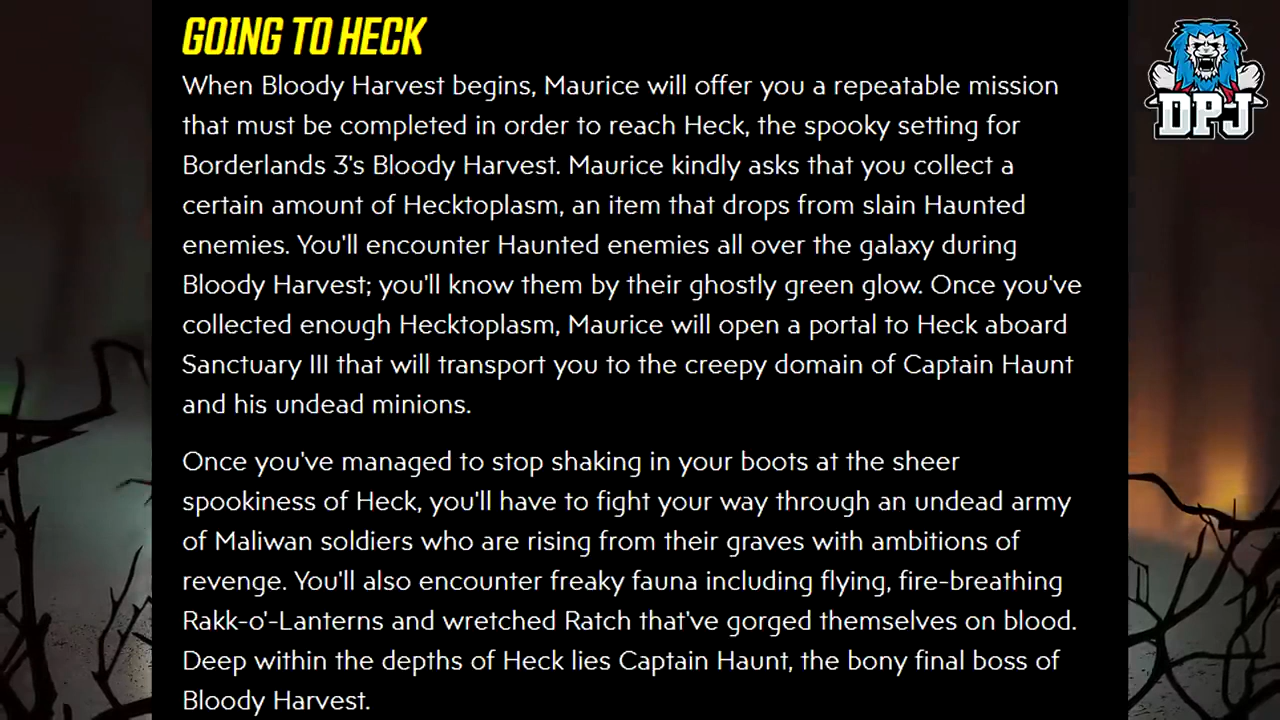 GOING TO HECK
When Bloody Harvest begins, Maurice will offer you a repeatable mission
that must be completed in order to reach Heck, the spooky setting for
Borderlands 3's Bloody Harvest. Maurice kindly asks that you collect a
certain amount of Hecktoplasm, an item that drops from slain Haunted
enemies. You'll encounter Haunted enemies all over the galaxy during
Bloody Harvest; you'll know them by their ghostly green glow. Once you've
collected enough Hecktoplasm, Maurice will open a portal to Heck aboard
Sanctuary III that will transport you to the creepy domain of Captain Haunt
and his undead minions.
Once you've managed to stop shaking in your boots at the sheer
spookiness of Heck, you'll have to fight your way through an undead army
of Maliwan soldiers who are rising from their graves with ambitions of
revenge. You'll also encounter freaky fauna including flying, fire-breathing
Rakk-o'-Lanterns and wretched Ratch that've gorged themselves on blood.
Deep within the depths of Heck lies Captain Haunt, the bony final boss of
Bloody Harvest.
DPJ